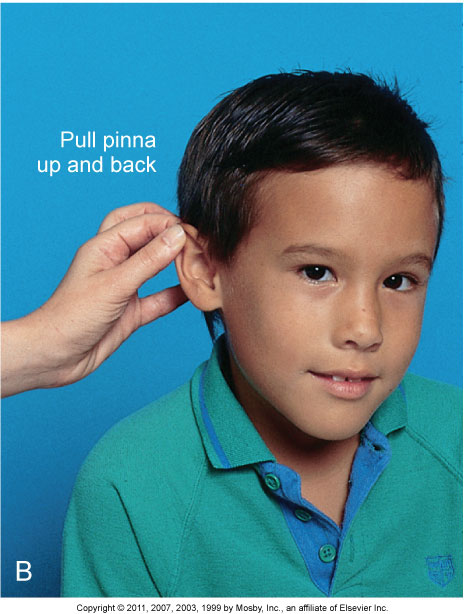 Pull pinna
up and back
B
Copyright © 2011, 2007, 2003, 1999 by Mosby, Inc., an affiliate of Elsevier Inc.